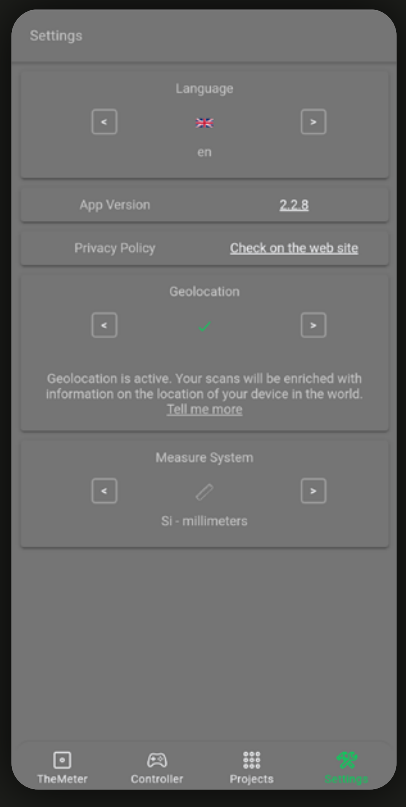 Settings
Language
<
>
en
App Version 2.2.8
Privacy Policy Check on the web site
Geolocation
<
>
Geolocation is active. Your scans will be enriched with
information on the location of your device in the world.
Tell me more
Measure System
<
>
Si - millimeters
TheMeter Controller Projects Settings